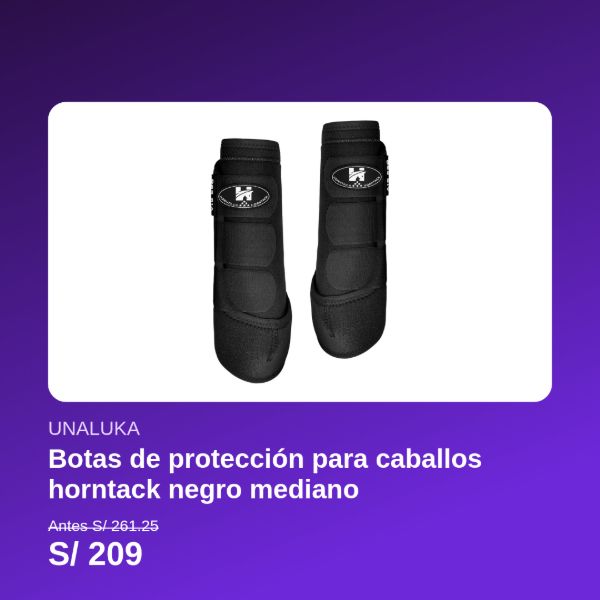 H
H
UNALUKA
Botas de protección para caballos
horntack negro mediano
Antes S/ 261.25
S/ 209